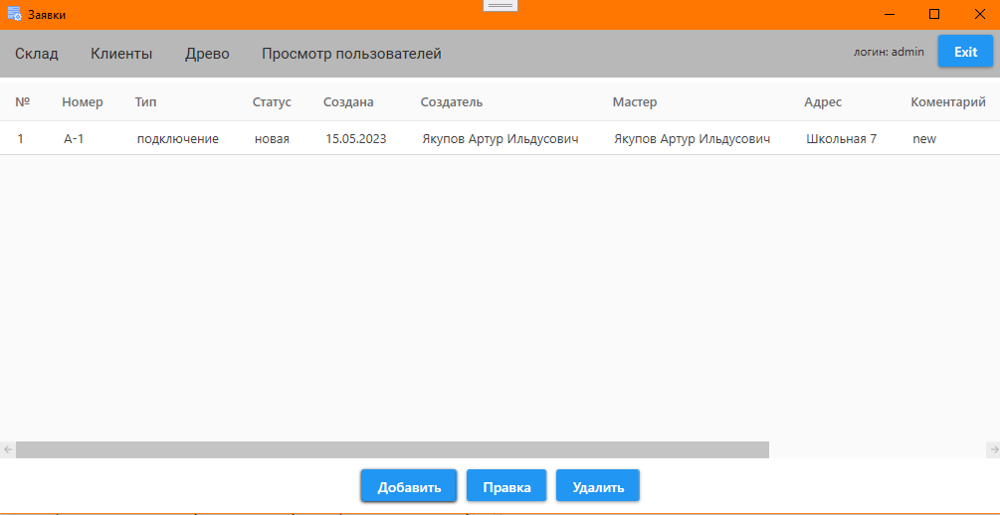 Заявки
Склад Клиенты Древо Просмотр пользователей логин: admin Exit
№ Номер Тип Статус Создана Создатель Мастер Адрес Коментарий
1 А-1 подключение новая 15.05.2023 Якупов Артур Ильдусович Якупов Артур Ильдусович Школьная 7 new
Добавить Правка Удалить